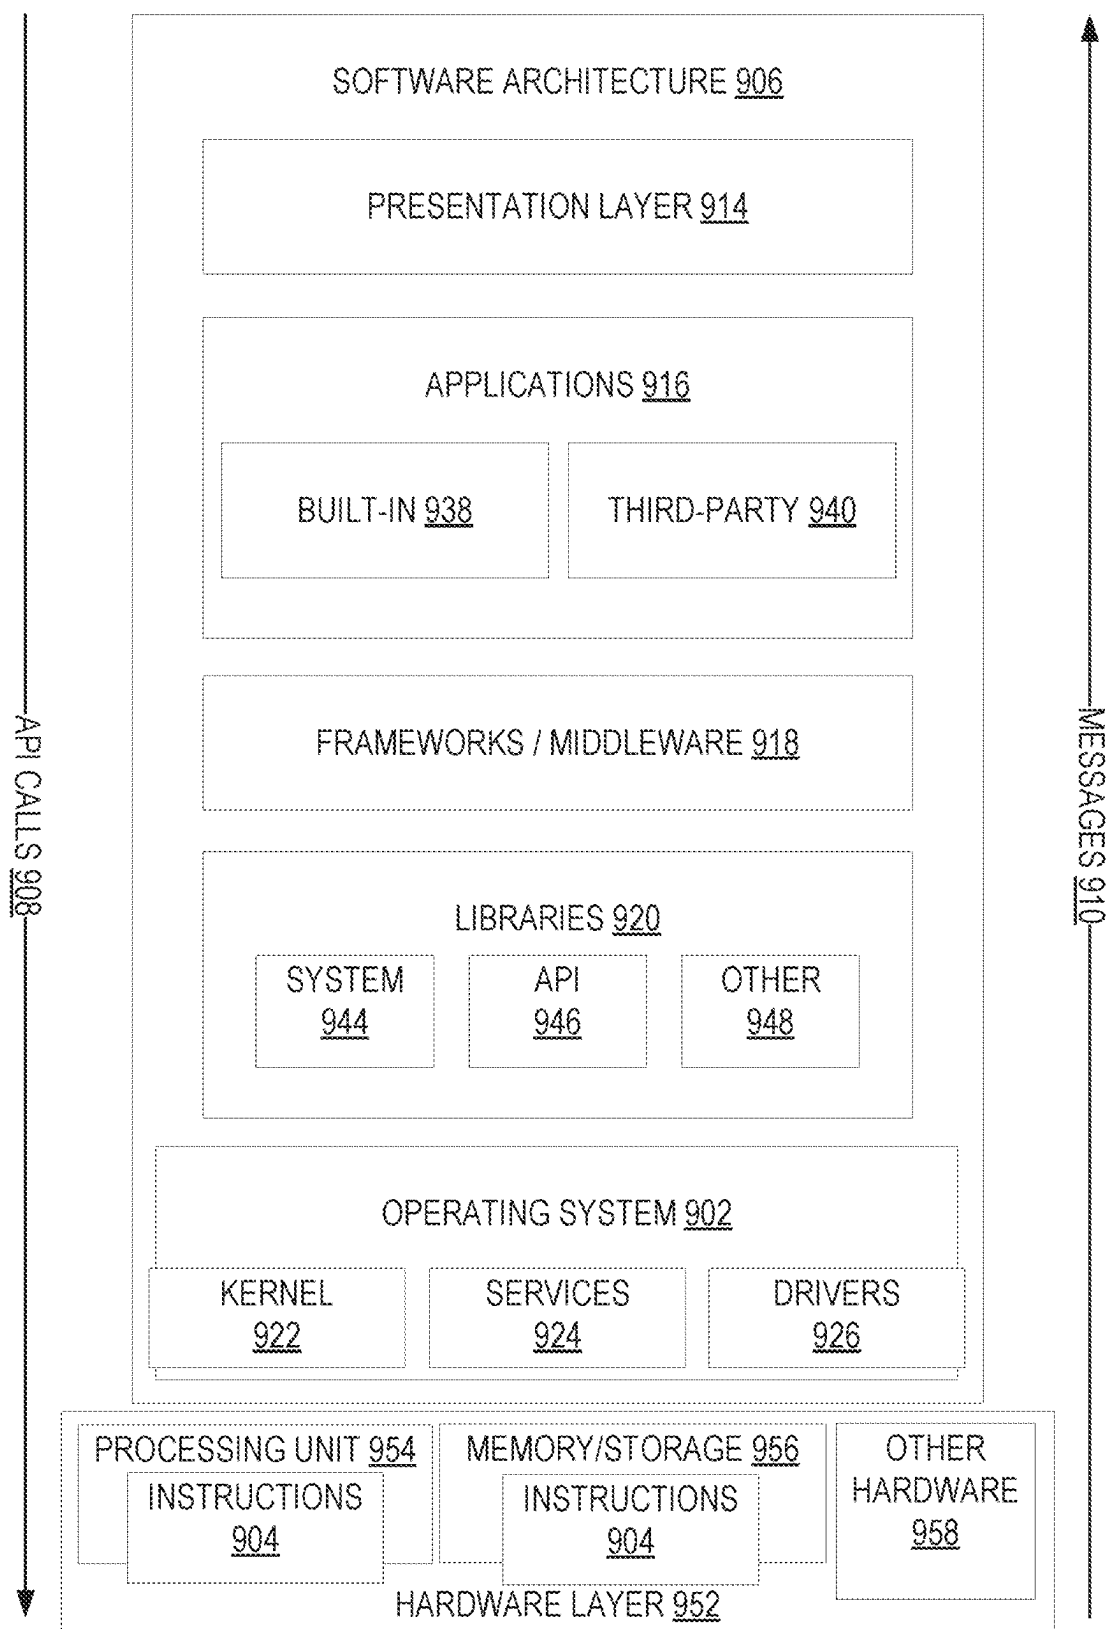 SOFTWARE ARCHITECTURE 906
PRESENTATION LAYER 914
APPLICATIONS 916
BUILT-IN 938
THIRD-PARTY 940
FRAMEWORKS / MIDDLEWARE 918
LIBRARIES 920
SYSTEM
944
API
946
OTHER
948
OPERATING SYSTEM 902
KERNEL
922
SERVICES
924
DRIVERS
926
PROCESSING UNIT 954
INSTRUCTIONS
904
MEMORY/STORAGE 956
INSTRUCTIONS
904
OTHER
HARDWARE
958
HARDWARE LAYER 952
API CALLS 908
MESSAGES 910